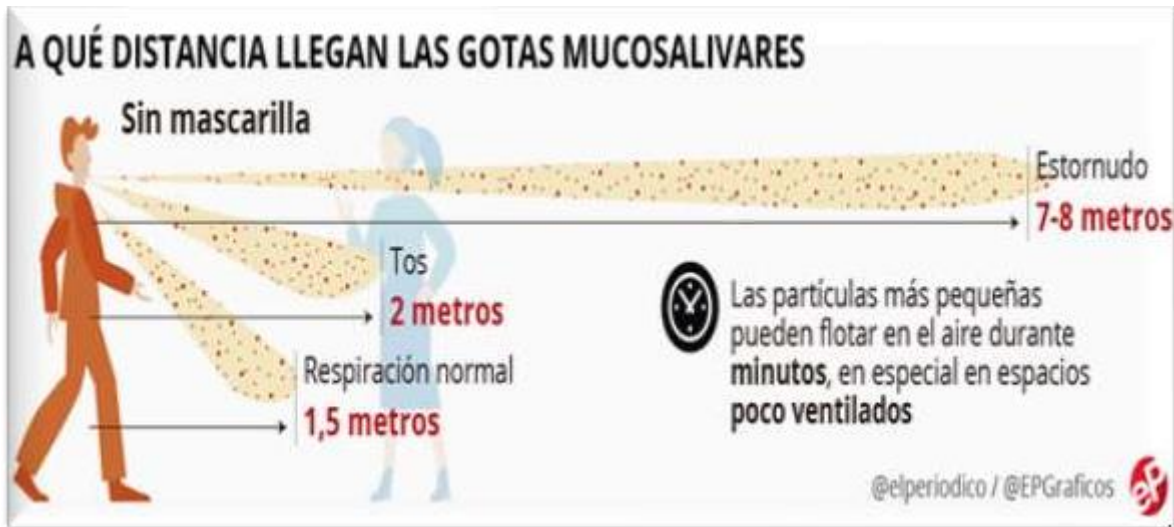 A QUÉ DISTANCIA LLEGAN LAS GOTAS MUCOSALIVARES
Sin mascarilla
Estornudo
7-8 metros
Tos
2 metros
Respiración normal
1,5 metros
Las partículas más pequeñas
pueden flotar en el aire durante
minutos, en especial en espacios
poco ventilados
@elperiodico / @EPGraficos
eP